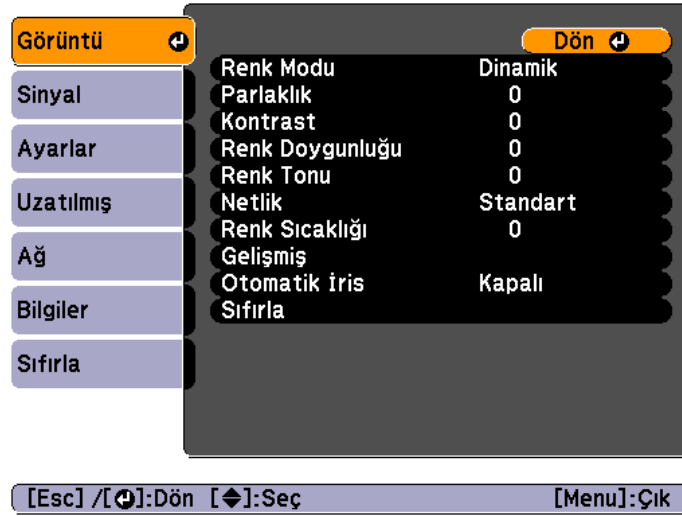 Görüntü
Sinyal
Ayarlar
Uzatılmış
Ağ
Bilgiler
Sıfırla
Dön
Renk Modu Dinamik
Parlaklık 0
Kontrast 0
Renk Doygunluğu 0
Renk Tonu 0
Netlik Standart
Renk Sıcaklığı 0
Gelişmiş
Otomatik İris Kapalı
Sıfırla
[Esc] /[⏎]:Dön [◆]:Seç [Menu]:Çık